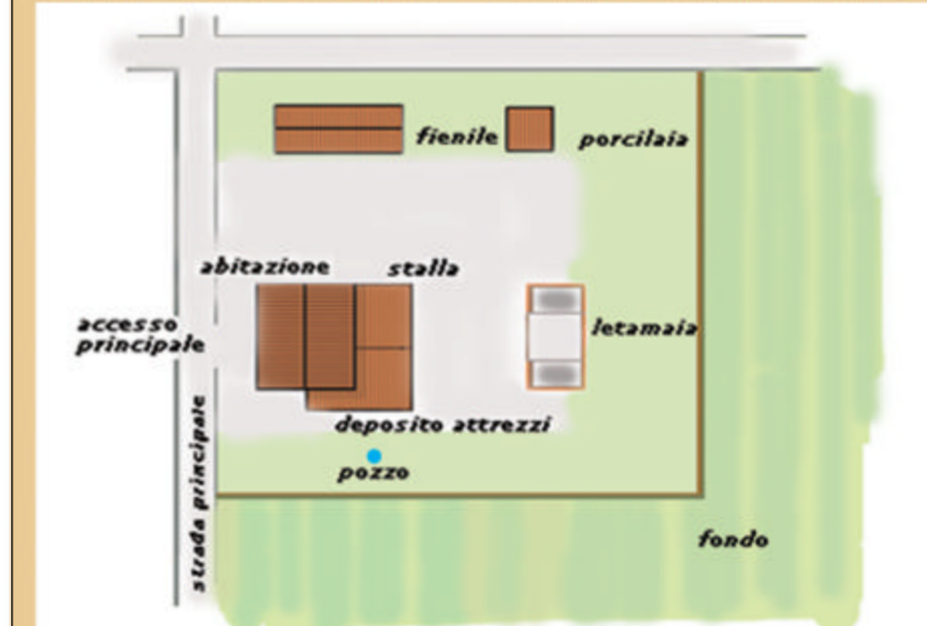 fienile
porcilaia
abitazione
stalla
accesso
principale
letamaia
deposito attrezzi
pozzo
strada principale
fondo